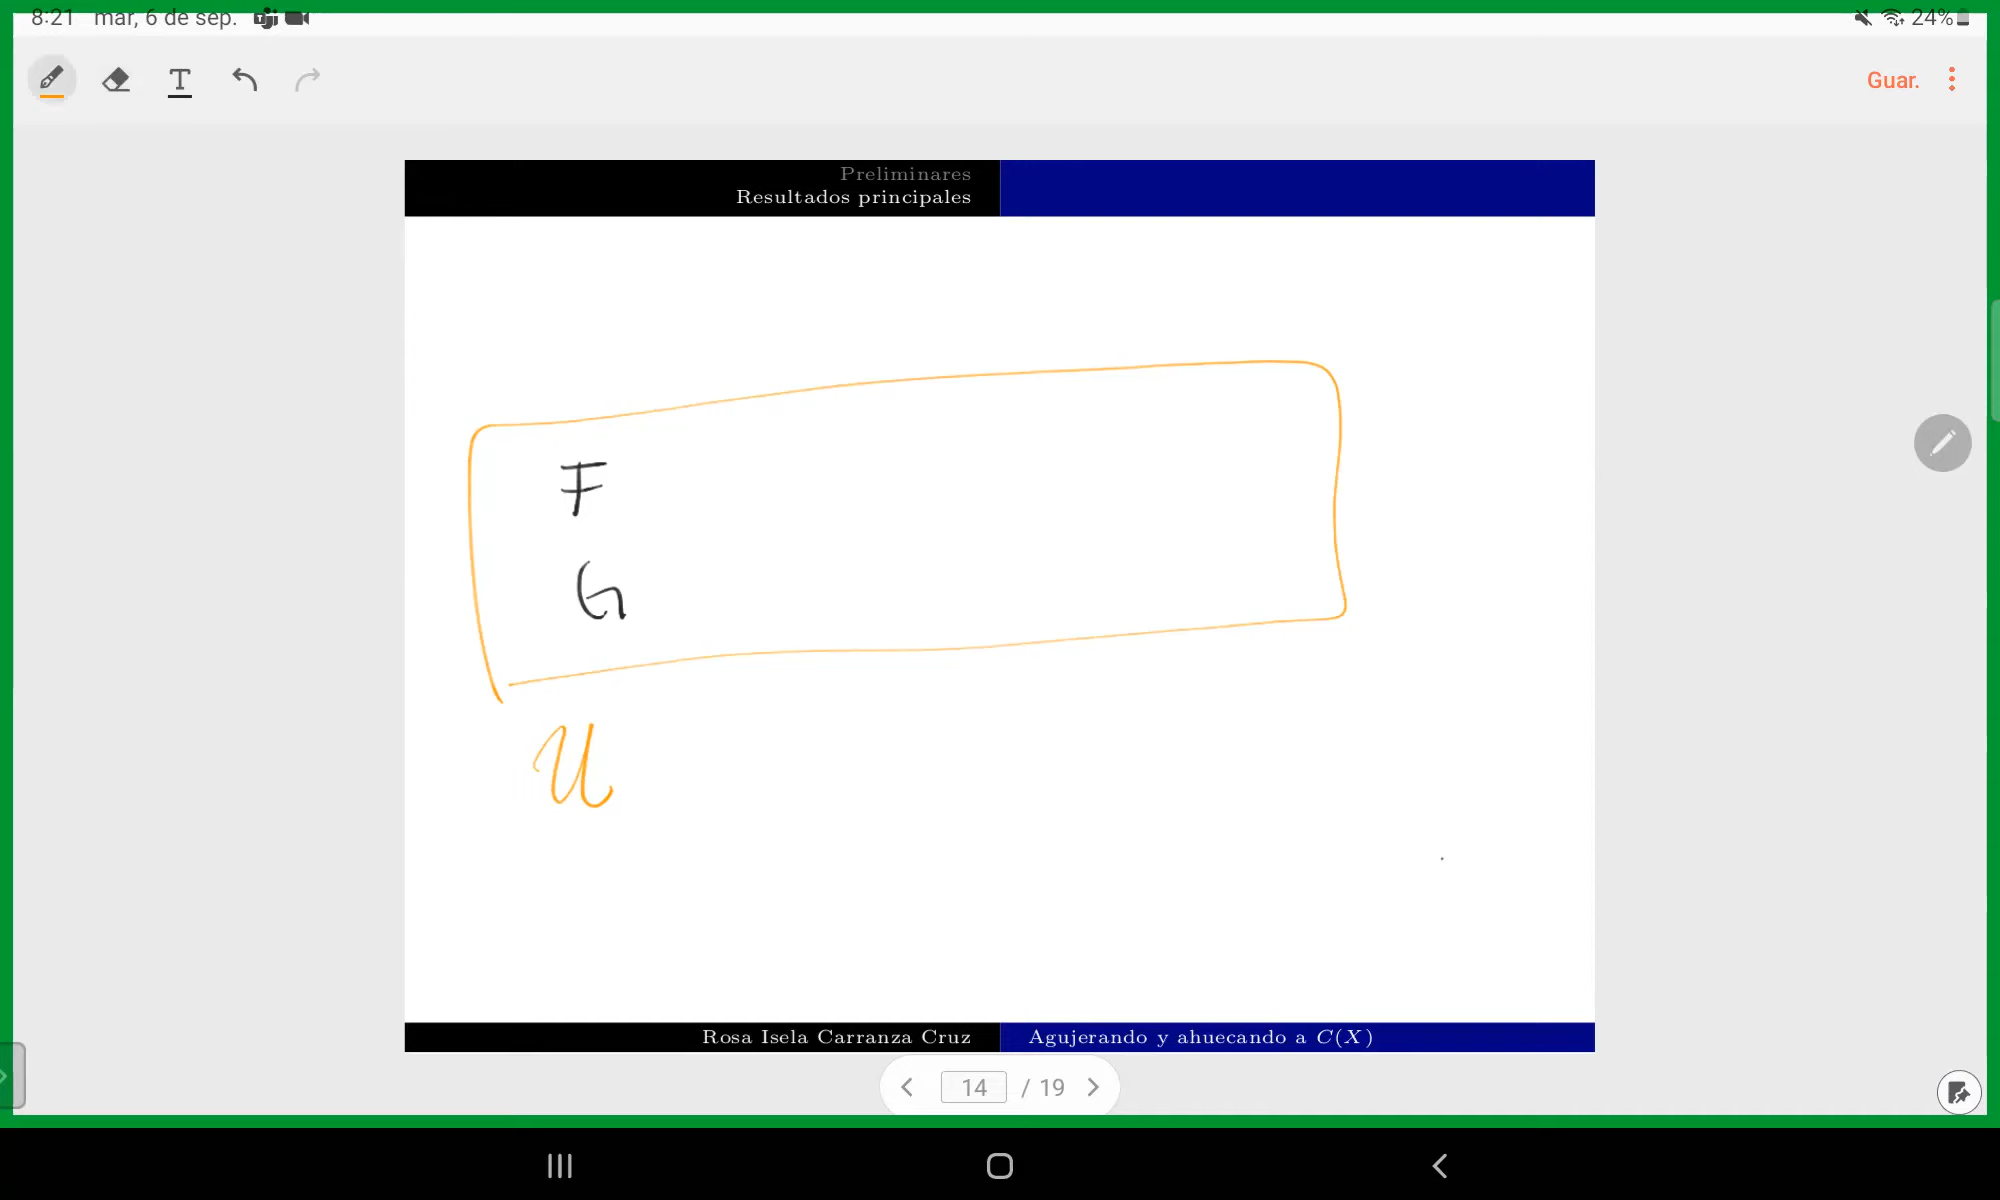 8:21 mar, 6 de sep. 24%
T Guar.
Preliminares
Resultados principales
F
G
U
Rosa Isela Carranza Cruz Agujerando y ahuecando a C(X)
14 / 19